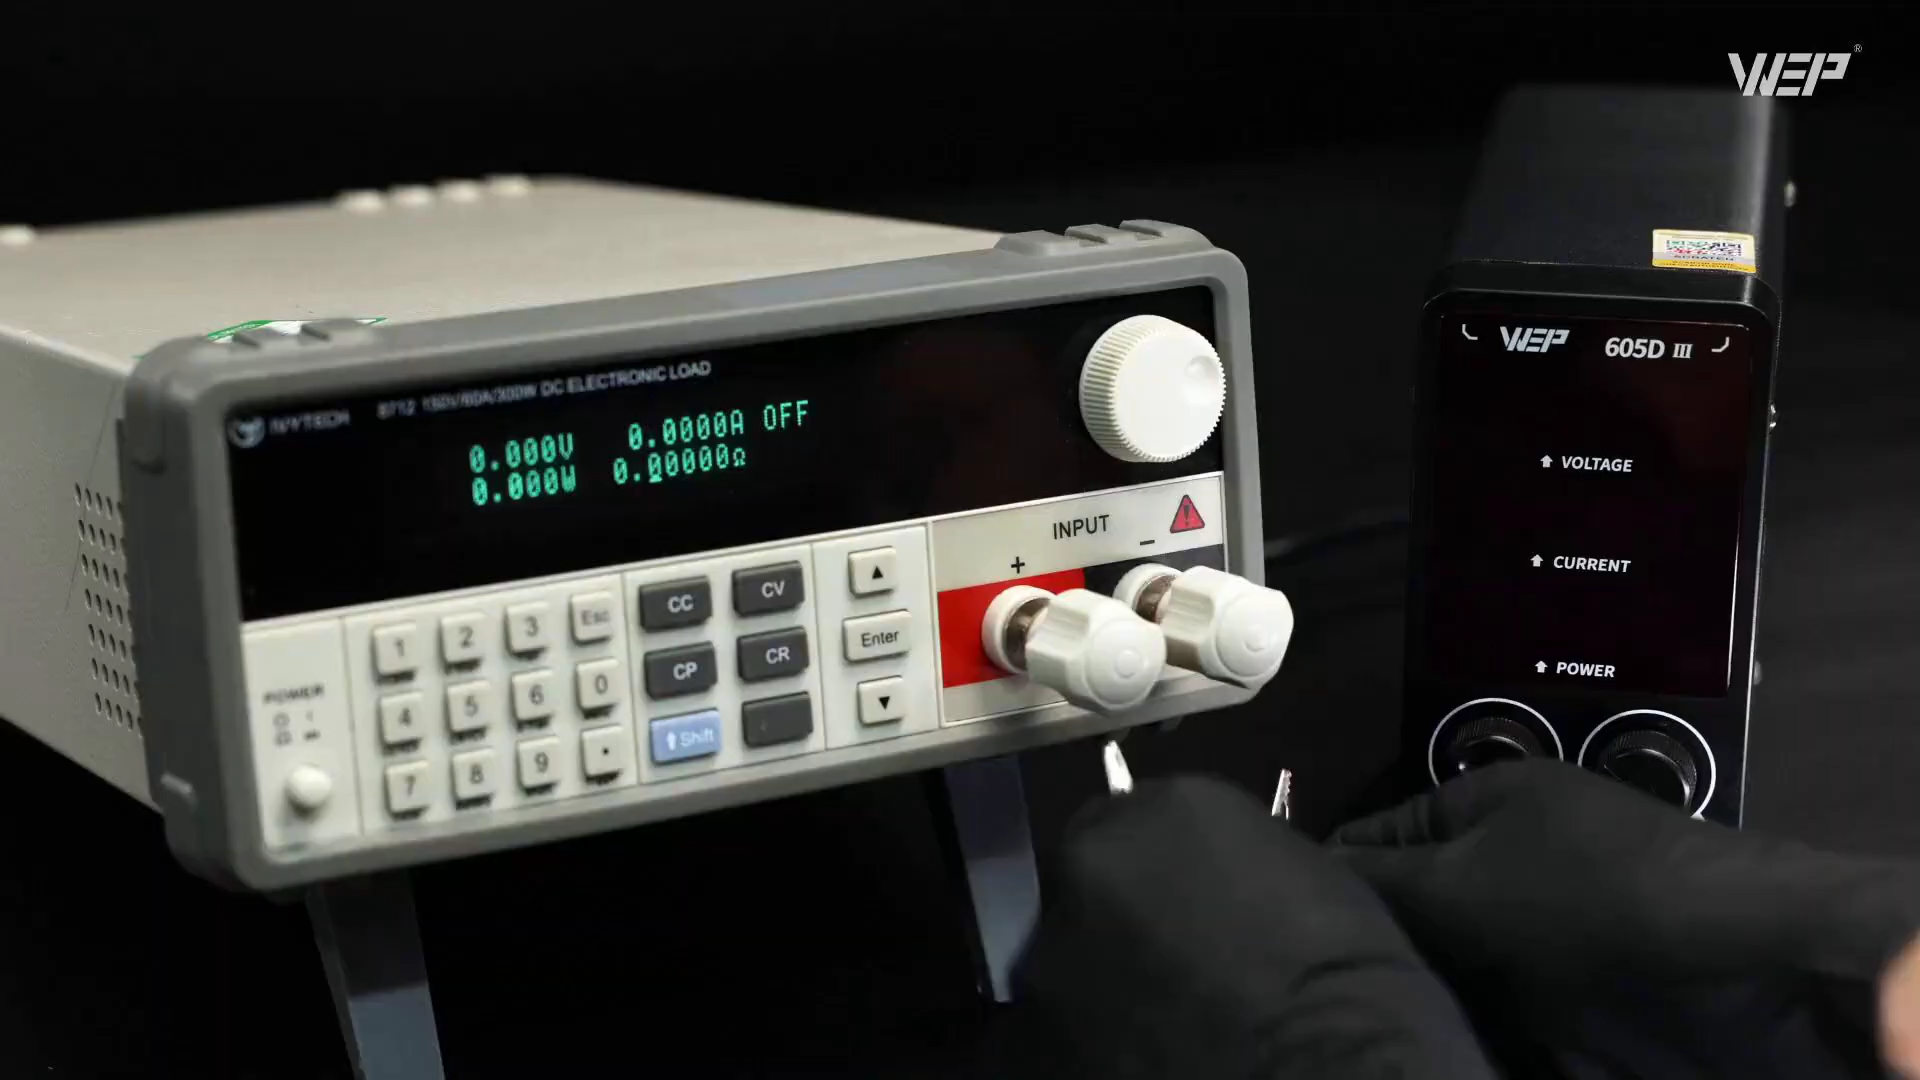 WEP®
WEP 605D III
VOLTAGE
CURRENT
POWER
8712 150V/60A/300W DC ELECTRONIC LOAD
0.000V 0.0000A OFF
0.000W 0.00000Ω
INPUT
+ −
POWER
1 2 3 Esc
4 5 6 0
7 8 9 .
CC CV
CP CR
Shift
Enter